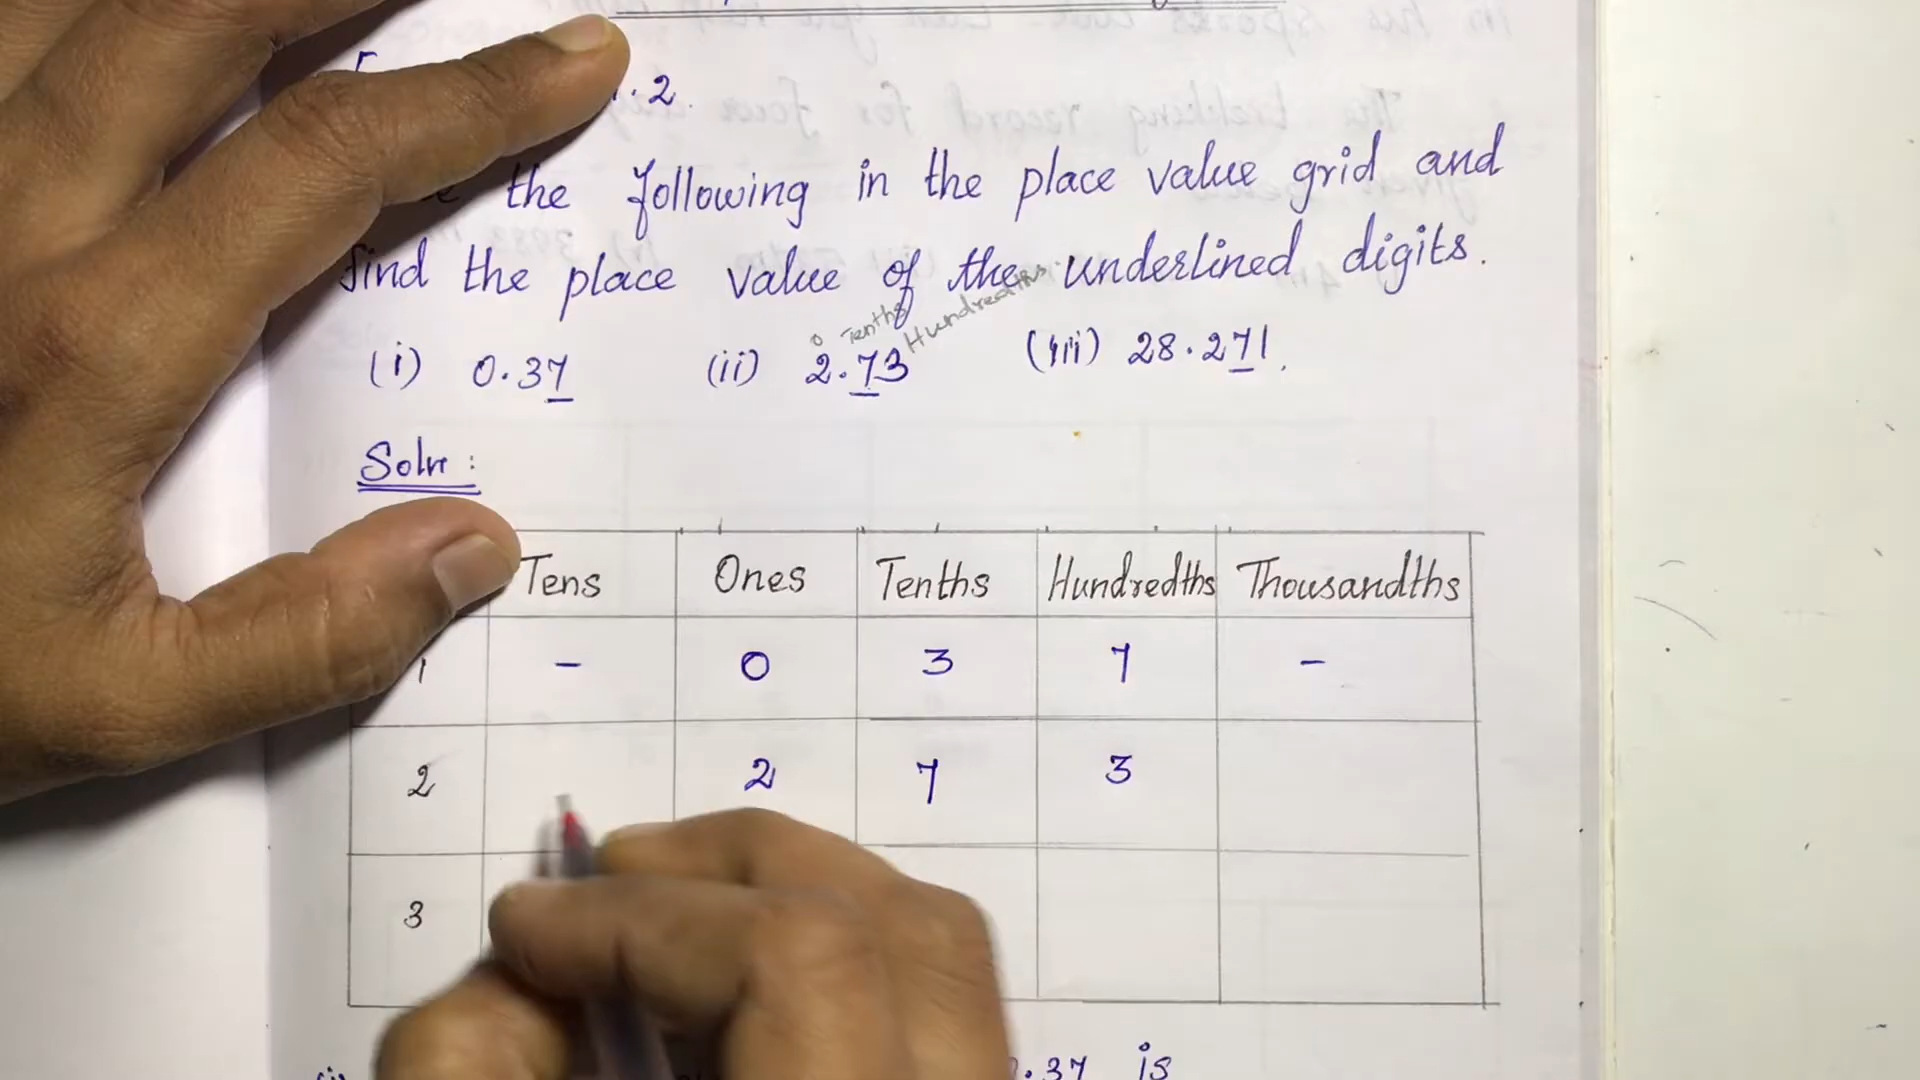 .2.
the following in the place value grid and
find the place value of the underlined digits.
0 Tenths Hundredths.
(i) 0.37 (ii) 2.73 (iii) 28.271.
Soln :
Tens Ones Tenths Hundredths Thousandths
1 - 0 3 7 -
2 2 7 3
3
.37 is